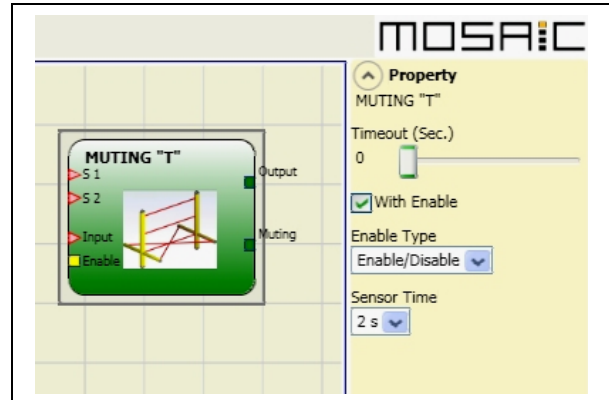 MOSAIC
Property
MUTING "T"
Timeout (Sec.)
0
With Enable
Enable Type
Enable/Disable
Sensor Time
2 s
MUTING "T"
S 1
S 2
Input
Enable
Output
Muting